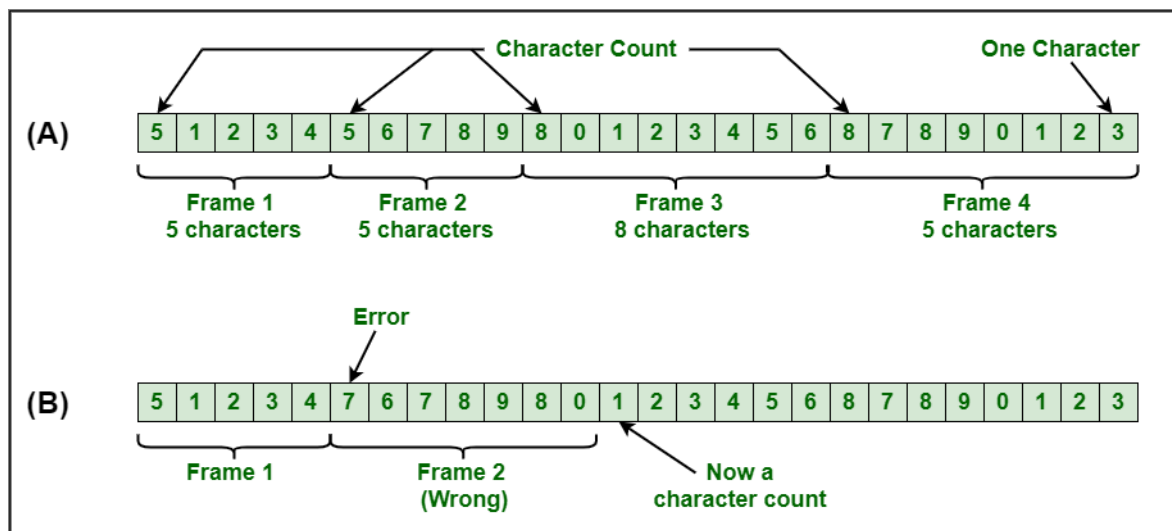 Character Count
One Character
(A)
5 1 2 3 4 5 6 7 8 9 8 0 1 2 3 4 5 6 8 7 8 9 0 1 2 3
Frame 1
5 characters
Frame 2
5 characters
Frame 3
8 characters
Frame 4
5 characters
Error
(B)
5 1 2 3 4 7 6 7 8 9 8 0 1 2 3 4 5 6 8 7 8 9 0 1 2 3
Frame 1
Frame 2
(Wrong)
Now a
character count